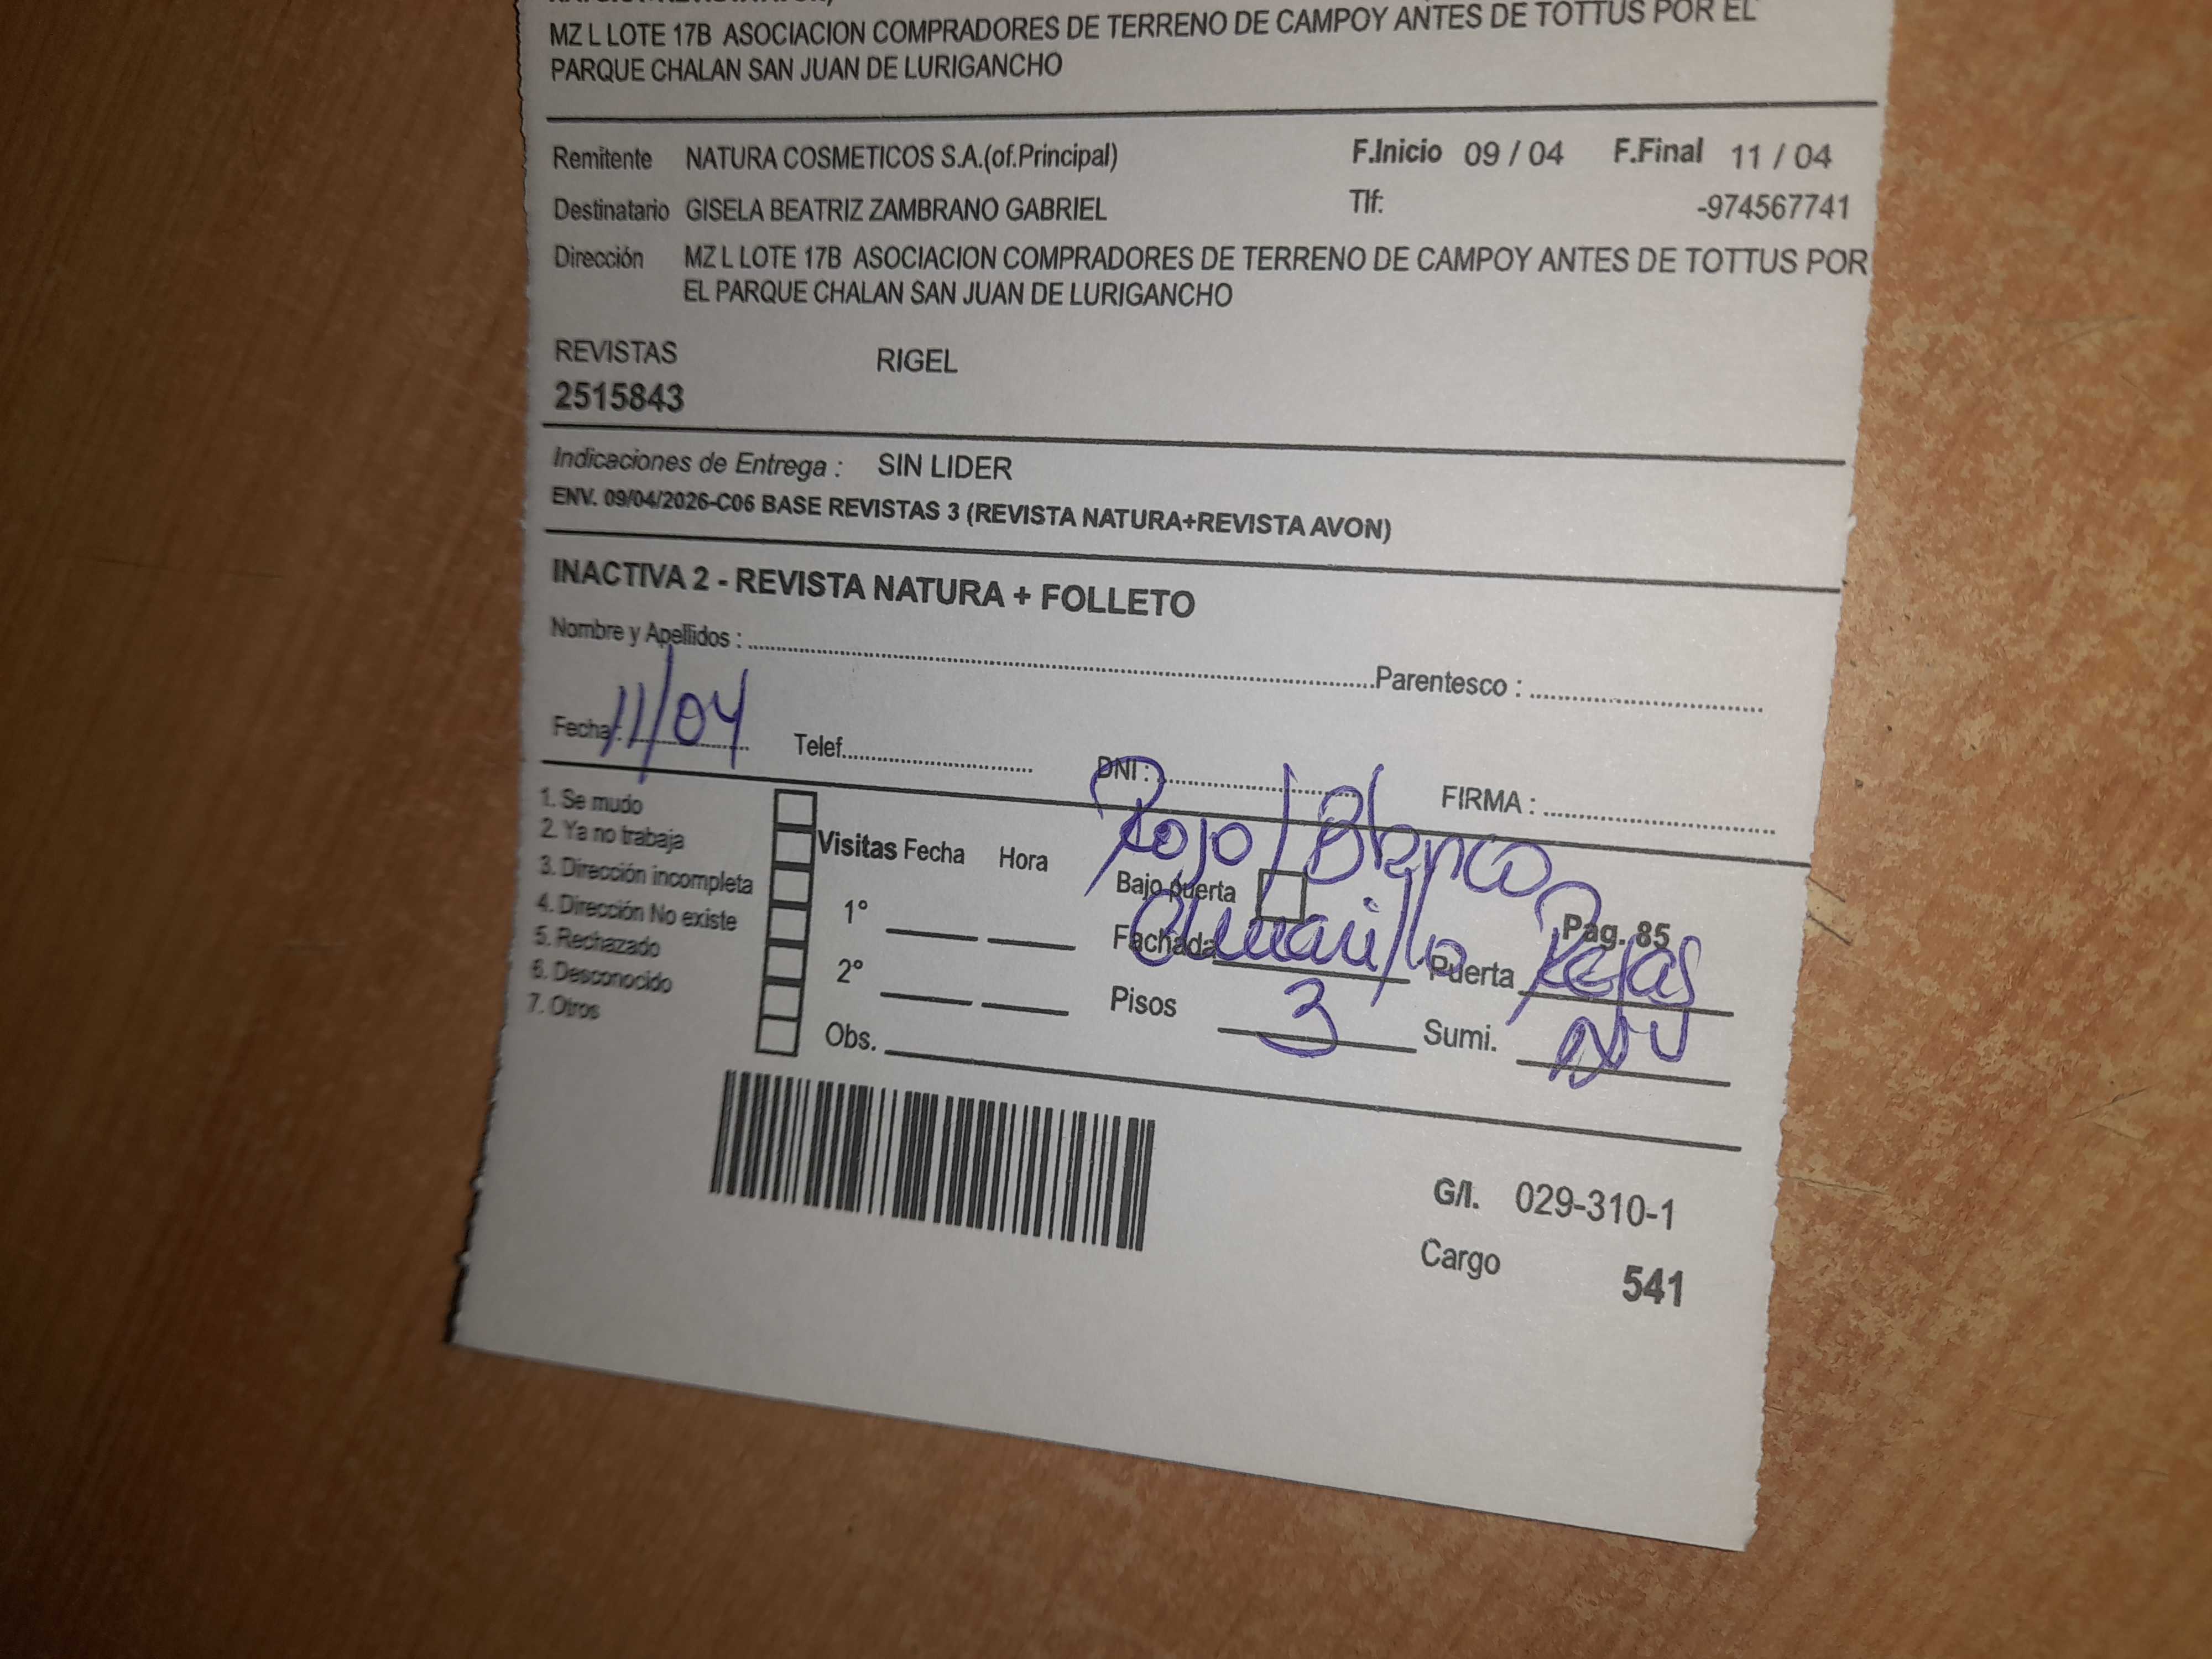 MZ L LOTE 17B ASOCIACION COMPRADORES DE TERRENO DE CAMPOY ANTES DE TOTTUS POR EL
PARQUE CHALAN SAN JUAN DE LURIGANCHO
Remitente NATURA COSMETICOS S.A.(of.Principal) F.Inicio 09 / 04 F.Final 11 / 04
Destinatario GISELA BEATRIZ ZAMBRANO GABRIEL Tlf: -974567741
Dirección MZ L LOTE 17B ASOCIACION COMPRADORES DE TERRENO DE CAMPOY ANTES DE TOTTUS POR
EL PARQUE CHALAN SAN JUAN DE LURIGANCHO
REVISTAS RIGEL
2515843
Indicaciones de Entrega : SIN LIDER
ENV. 09/04/2026-C06 BASE REVISTAS 3 (REVISTA NATURA+REVISTA AVON)
INACTIVA 2 - REVISTA NATURA + FOLLETO
Nombre y Apellidos : Parentesco :
Fecha : 11/04 Telef. DNI : FIRMA :
Rojo/Blanco
1. Se mudo
2. Ya no trabaja
3. Dirección incompleta
4. Dirección No existe
5. Rechazado
6. Desconocido
7. Otros
Visitas Fecha Hora Bajo puerta Pag. 85
1° Fachada Amarillo Puerta Rejas
2° Pisos 3 Sumi.
Obs.
G/I. 029-310-1
Cargo 541